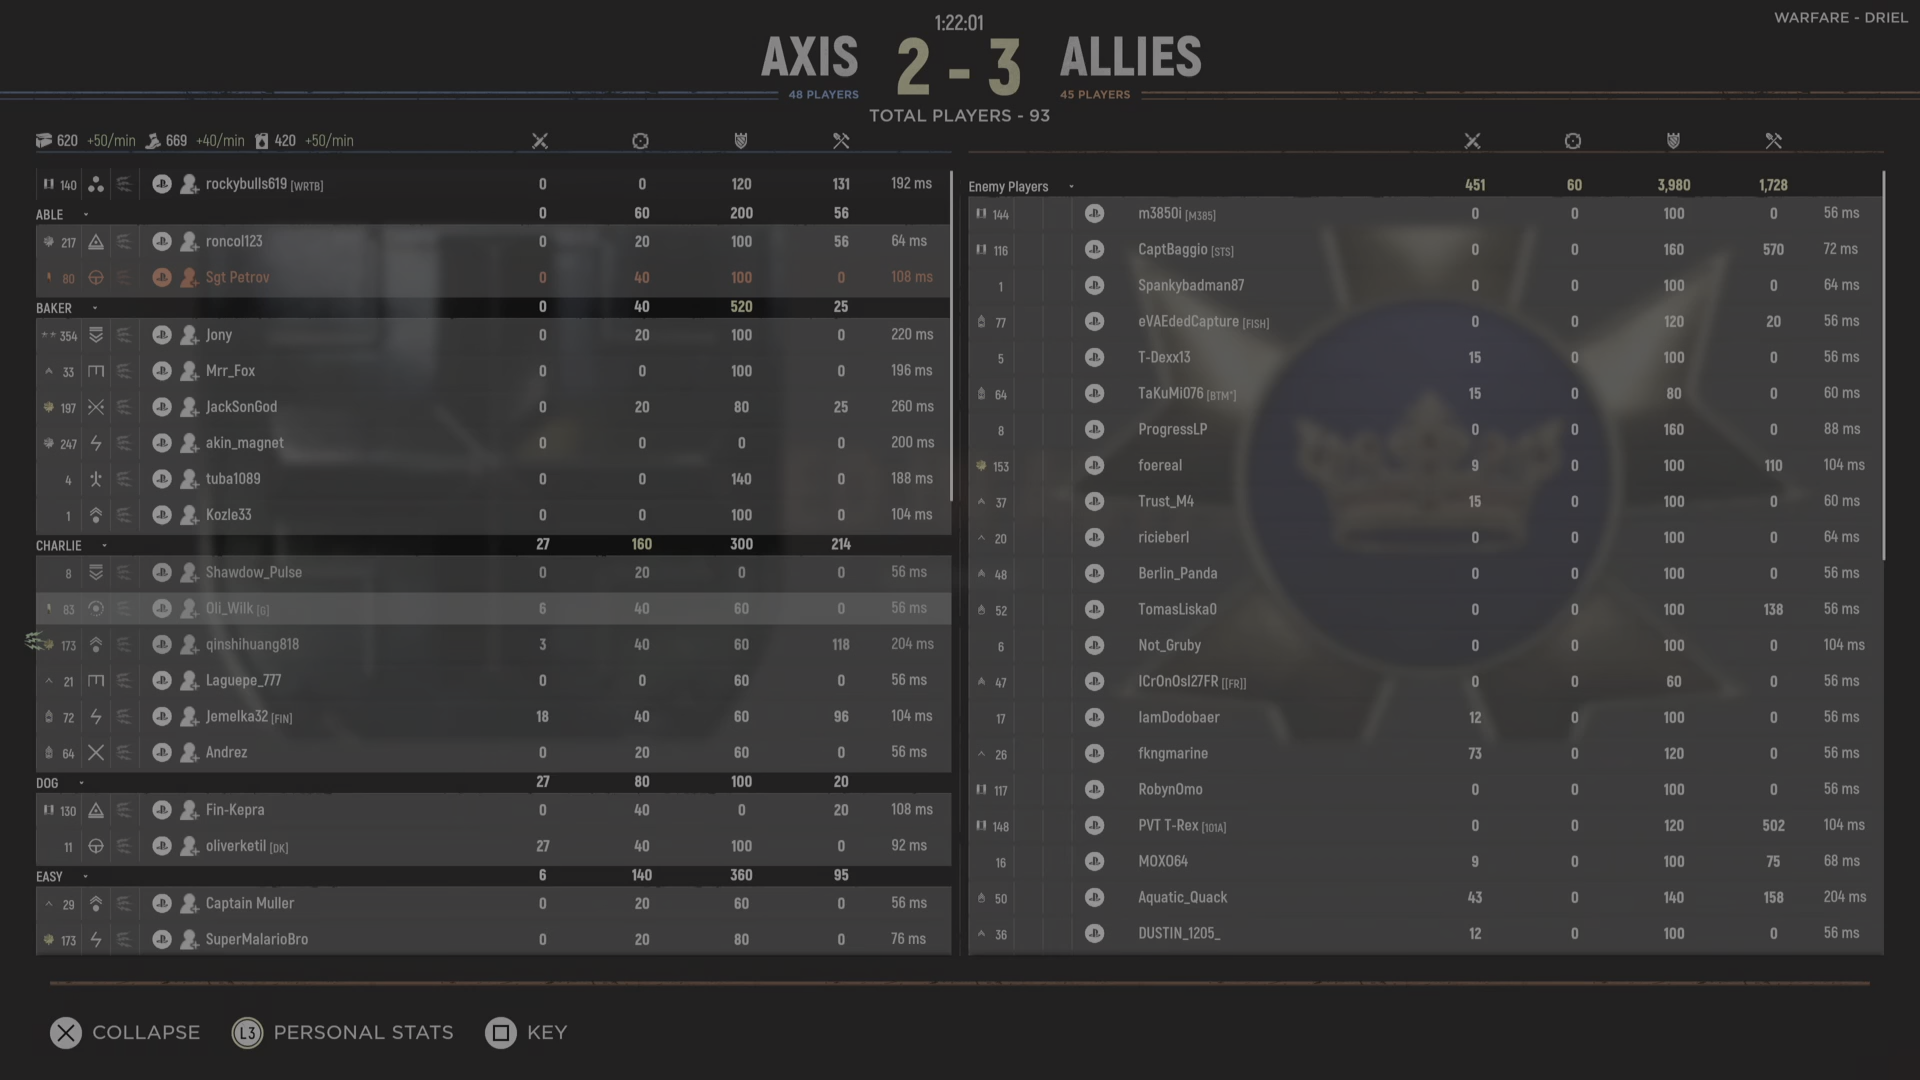 WARFARE - DRIEL
1:22:01
AXIS 2 - 3 ALLIES
48 PLAYERS 45 PLAYERS
TOTAL PLAYERS - 93
620 +50/min 669 +40/min 420 +50/min
140 rockybulls619 [WRTB] 0 0 120 131 192 ms
ABLE 0 60 200 56
217 roncol123 0 20 100 56 64 ms
80 Sgt Petrov 0 40 100 0 108 ms
BAKER 0 40 520 25
354 Jony 0 20 100 0 220 ms
33 Mrr_Fox 0 0 100 0 196 ms
197 JackSonGod 0 20 80 25 260 ms
247 akin_magnet 0 0 0 0 200 ms
4 tuba1089 0 0 140 0 188 ms
1 Kozle33 0 0 100 0 104 ms
CHARLIE 27 160 300 214
8 Shawdow_Pulse 0 20 0 0 56 ms
83 Oli_Wilk [G] 6 40 60 0 56 ms
173 qinshihuang818 3 40 60 118 204 ms
21 Laguepe_777 0 0 60 0 56 ms
72 Jemelka32 [FIN] 18 40 60 96 104 ms
64 Andrez 0 20 60 0 56 ms
DOG 27 80 100 20
130 Fin-Kepra 0 40 0 20 108 ms
11 oliverketil [DK] 27 40 100 0 92 ms
EASY 6 140 360 95
29 Captain Muller 0 20 60 0 56 ms
173 SuperMalarioBro 0 20 80 0 76 ms
Enemy Players 451 60 3,980 1,728
144 m3850i [M385] 0 0 100 0 56 ms
116 CaptBaggio [STS] 0 0 160 570 72 ms
1 Spankybadman87 0 0 100 0 64 ms
77 eVAEdedCapture [FISH] 0 0 120 20 56 ms
5 T-Dexx13 15 0 100 0 56 ms
64 TaKuMi076 [BTM*] 15 0 80 0 60 ms
8 ProgressLP 0 0 160 0 88 ms
153 foereal 9 0 100 110 104 ms
37 Trust_M4 15 0 100 0 60 ms
20 ricieberl 0 0 100 0 64 ms
48 Berlin_Panda 0 0 100 0 56 ms
52 TomasLiska0 0 0 100 138 56 ms
6 Not_Gruby 0 0 100 0 104 ms
47 ICrOnOsI27FR [[FR]] 0 0 60 0 56 ms
17 IamDodobaer 12 0 100 0 56 ms
26 fkngmarine 73 0 120 0 56 ms
117 RobynOmo 0 0 100 0 56 ms
148 PVT T-Rex [101A] 0 0 120 502 104 ms
16 MOXO64 9 0 100 75 68 ms
50 Aquatic_Quack 43 0 140 158 204 ms
36 DUSTIN_1205_ 12 0 100 0 56 ms
COLLAPSE L3 PERSONAL STATS KEY